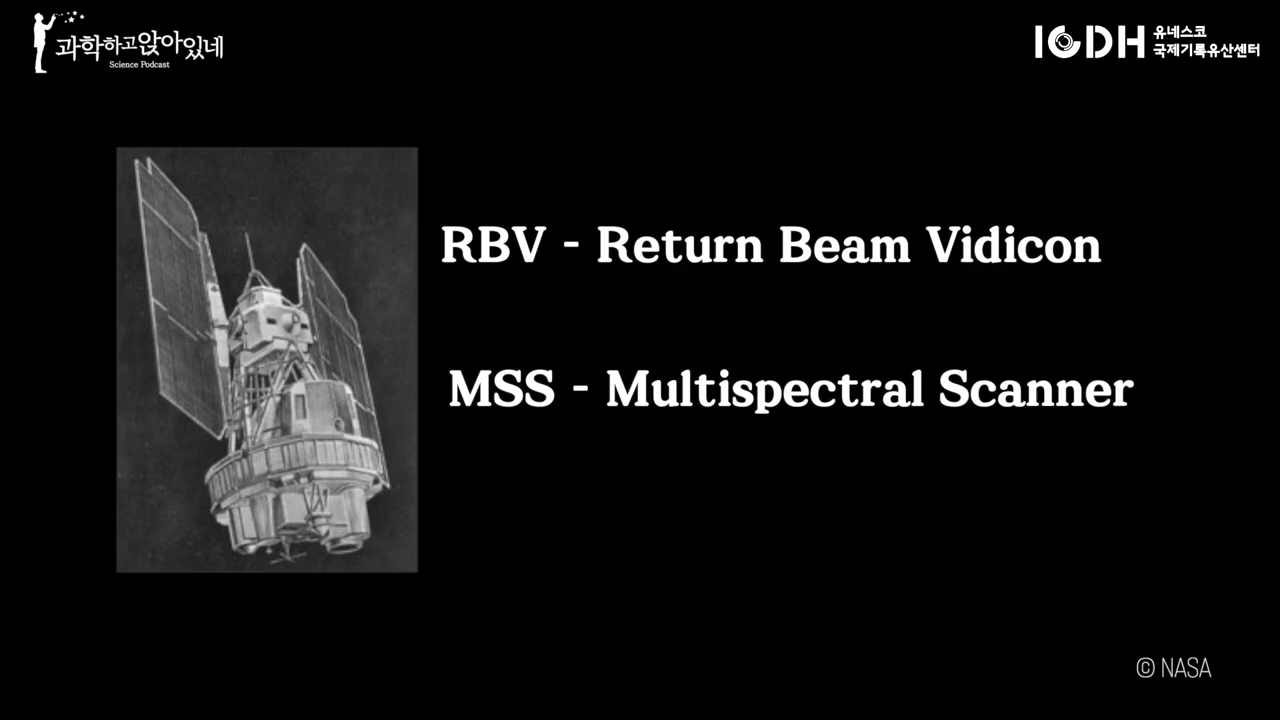 과학하고앉아있네
Science Podcast
ICDH 유네스코
국제기록유산센터
RBV - Return Beam Vidicon
MSS - Multispectral Scanner
© NASA